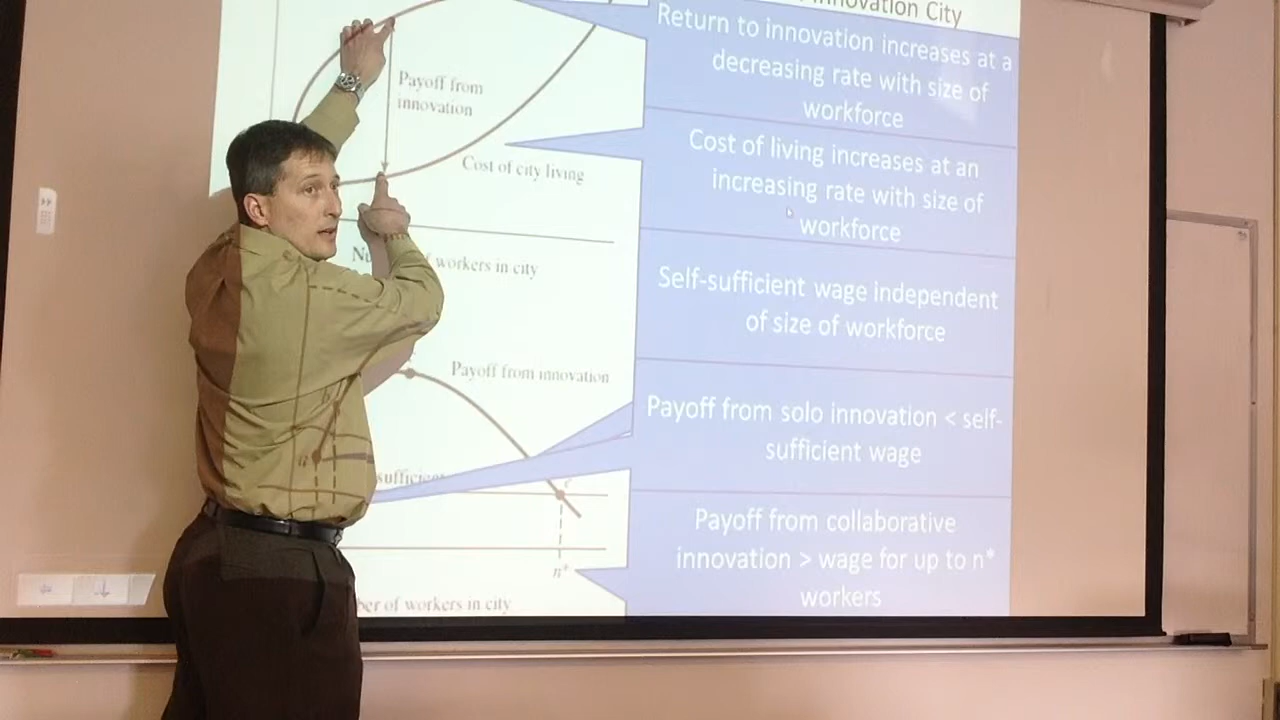 Innovation City
Return to innovation increases at a
decreasing rate with size of
workforce
Payoff from
innovation
Cost of city living
Cost of living increases at an
increasing rate with size of
workforce
workers in city
Self-sufficient wage independent
of size of workforce
Payoff from innovation
Payoff from solo innovation < self-
sufficient wage
e
n*
Payoff from collaborative
innovation > wage for up to n*
workers
of workers in city